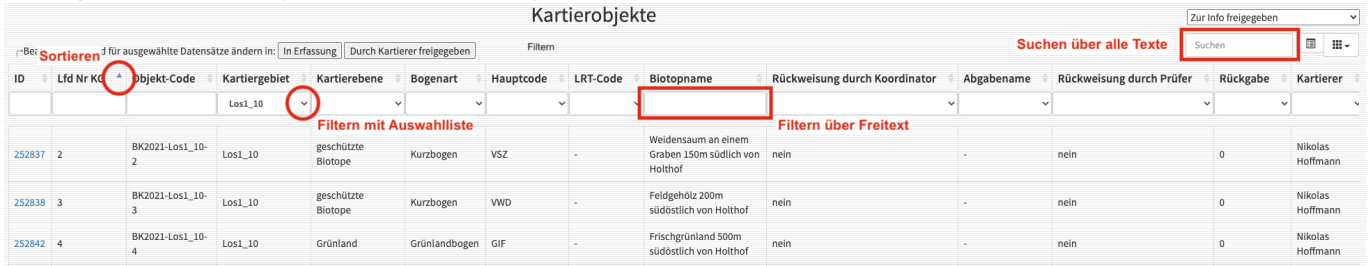 Kartierobjekte
Zur Info freigegeben
Sortieren
für ausgewählte Datensätze ändern in: In Erfassung Durch Kartierer freigegeben
Filtern
Suchen über alle Texte
Suchen
ID Lfd Nr KG Objekt-Code Kartiergebiet Kartierebene Bogenart Hauptcode LRT-Code Biotopname Rückweisung durch Koordinator Abgabename Rückweisung durch Prüfer Rückgabe Kartierer
Los1_10
Filtern mit Auswahlliste
Filtern über Freitext
252837 2 BK2021-Los1_10-2 Los1_10 geschützte Biotope Kurzbogen VSZ - Weidensaum an einem Graben 150m südlich von Holthof nein - nein 0 Nikolas Hoffmann
252838 3 BK2021-Los1_10-3 Los1_10 geschützte Biotope Kurzbogen VWD - Feldgehölz 200m südöstlich von Holthof nein - nein 0 Nikolas Hoffmann
252842 4 BK2021-Los1_10-4 Los1_10 Grünland Grünlandbogen GIF - Frischgrünland 500m südöstlich von Holthof nein - nein 0 Nikolas Hoffmann